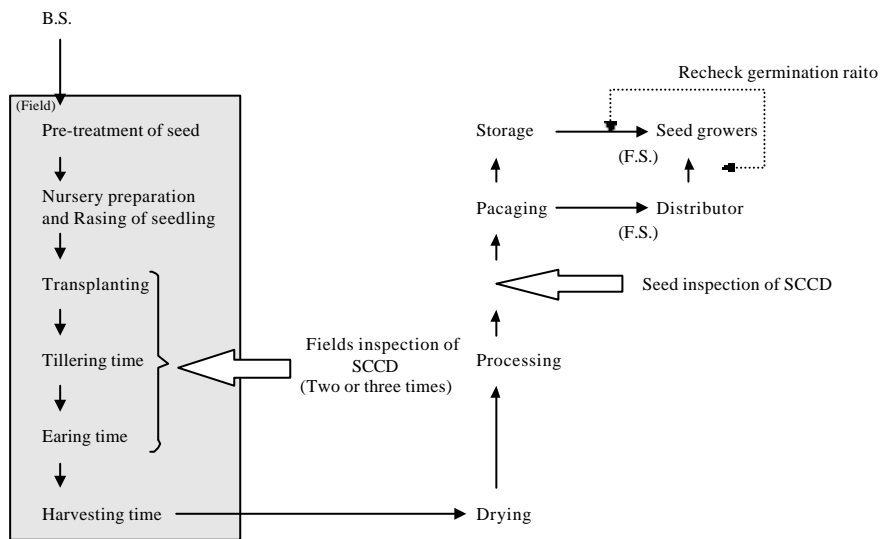 B.S.
(Field)
Pre-treatment of seed
Nursery preparation
and Rasing of seedling
Transplanting
Tillering time
Earing time
Harvesting time
Fields inspection of
SCCD
(Two or three times)
Drying
Processing
Seed inspection of SCCD
Pacaging
(F.S.)
Distributor
Storage
(F.S.)
Seed growers
Recheck germination raito